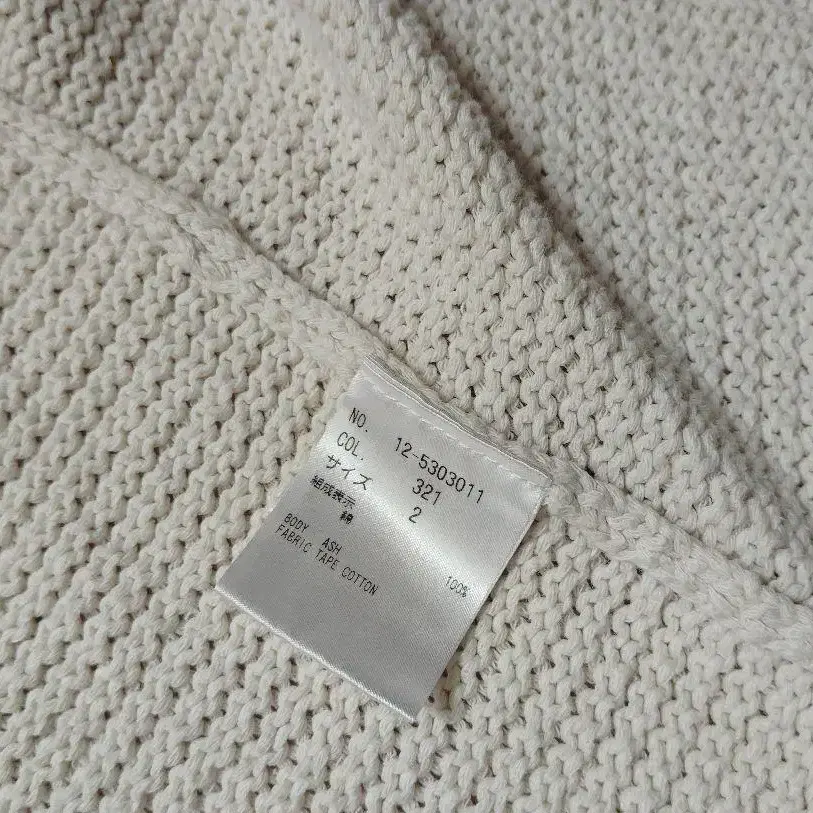 NO. 12-5303011
COL. 321
サイズ 2
組成表示
綿 100%
BODY ASH
FABRIC TAPE COTTON